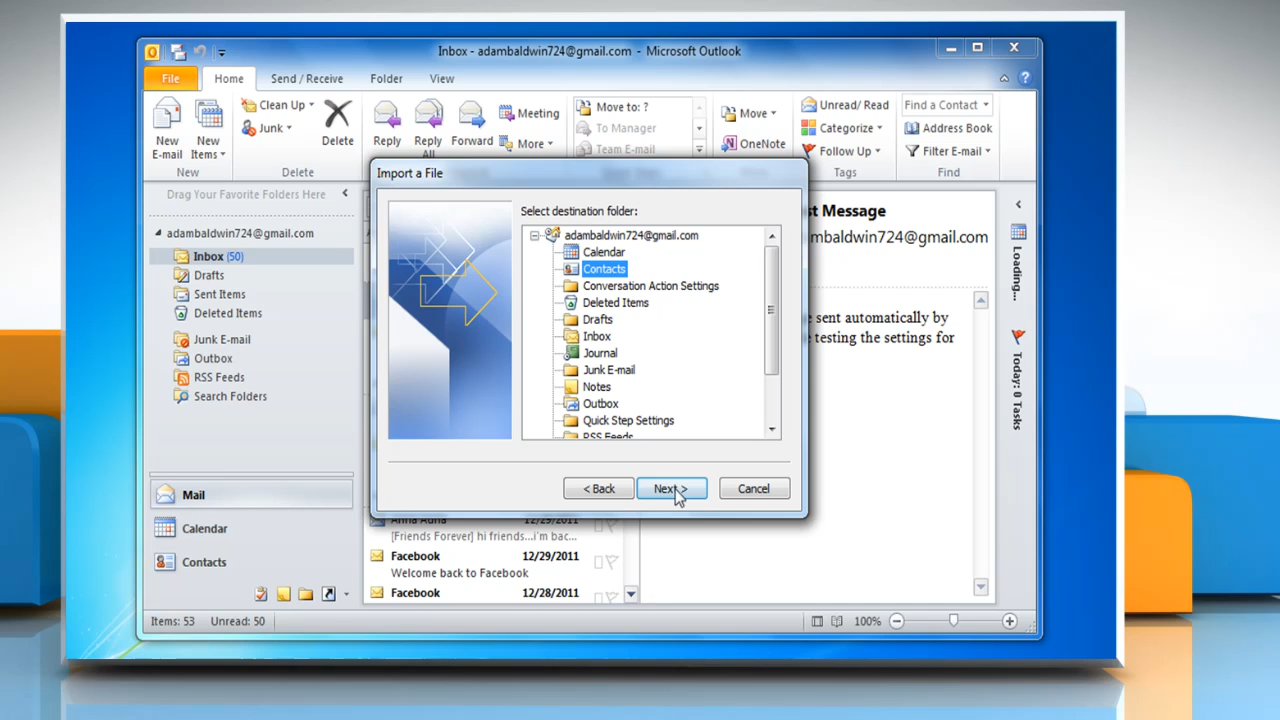 Inbox - adambaldwin724@gmail.com - Microsoft Outlook
File Home Send / Receive Folder View
New E-mail
New Items
New
Clean Up
Junk
Delete
Delete
Reply
Reply All
Forward
Meeting
More
Move to: ?
To Manager
Team E-mail
Move
OneNote
Unread/ Read
Categorize
Follow Up
Tags
Find a Contact
Address Book
Filter E-mail
Find
Drag Your Favorite Folders Here
adambaldwin724@gmail.com
Inbox (50)
Drafts
Sent Items
Deleted Items
Junk E-mail
Outbox
RSS Feeds
Search Folders
Mail
Calendar
Contacts
Import a File
Select destination folder:
adambaldwin724@gmail.com
Calendar
Contacts
Conversation Action Settings
Deleted Items
Drafts
Inbox
Journal
Junk E-mail
Notes
Outbox
Quick Step Settings
RSS Feeds
< Back
Next >
Cancel
st Message
mbaldwin724@gmail.com
e sent automatically by
e testing the settings for
12/29/2011
[Friends Forever] hi friends...i'm bac...
Facebook 12/29/2011
Welcome back to Facebook
Facebook 12/28/2011
Loading...
Today: 0 Tasks
Items: 53 Unread: 50
100%